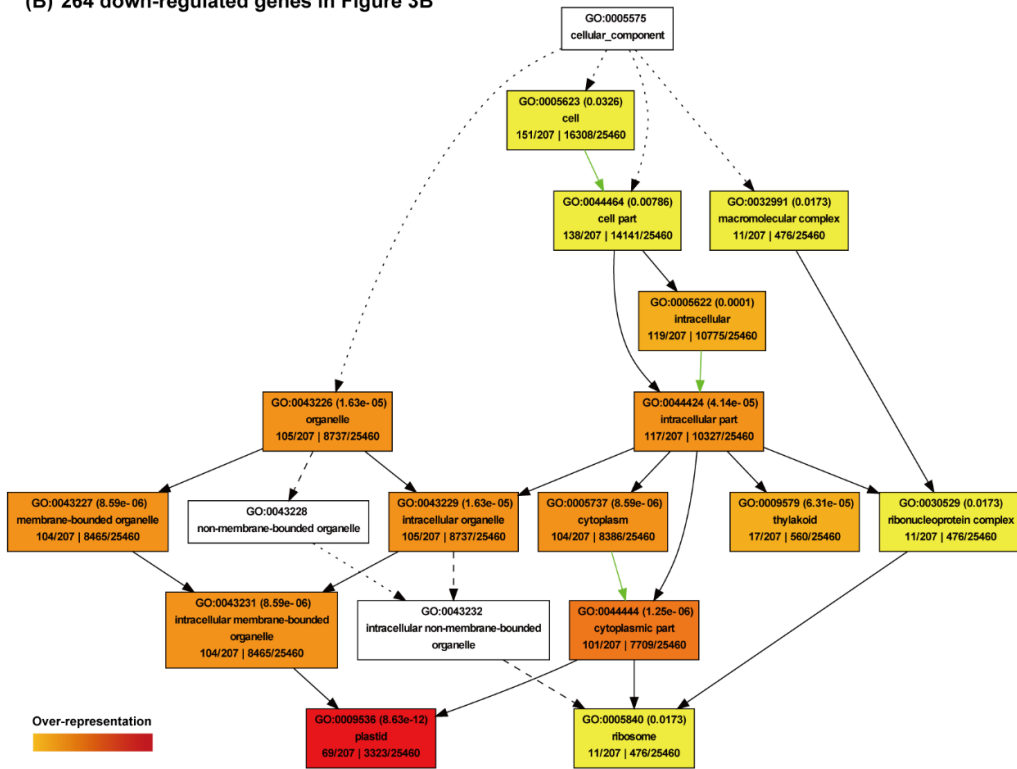 (B) 264 down-regulated genes in Figure 3B
GO:0005575
cellular_component
GO:0005623 (0.0326)
cell
151/207 | 16308/25460
GO:0044464 (0.00786)
cell part
138/207 | 14141/25460
GO:0032991 (0.0173)
macromolecular complex
11/207 | 476/25460
GO:0005622 (0.0001)
intracellular
119/207 | 10775/25460
GO:0043226 (1.63e- 05)
organelle
105/207 | 8737/25460
GO:0044424 (4.14e- 05)
intracellular part
117/207 | 10327/25460
GO:0043227 (8.59e- 06)
membrane-bounded organelle
104/207 | 8465/25460
GO:0043228
non-membrane-bounded organelle
GO:0043229 (1.63e- 05)
intracellular organelle
105/207 | 8737/25460
GO:0005737 (8.59e- 06)
cytoplasm
104/207 | 8386/25460
GO:0009579 (6.31e- 05)
thylakoid
17/207 | 560/25460
GO:0030529 (0.0173)
ribonucleoprotein complex
11/207 | 476/25460
GO:0043231 (8.59e- 06)
intracellular membrane-bounded
organelle
104/207 | 8465/25460
GO:0043232
intracellular non-membrane-bounded
organelle
GO:0044444 (1.25e- 06)
cytoplasmic part
101/207 | 7709/25460
GO:0009536 (8.63e-12)
plastid
69/207 | 3323/25460
GO:0005840 (0.0173)
ribosome
11/207 | 476/25460
Over-representation